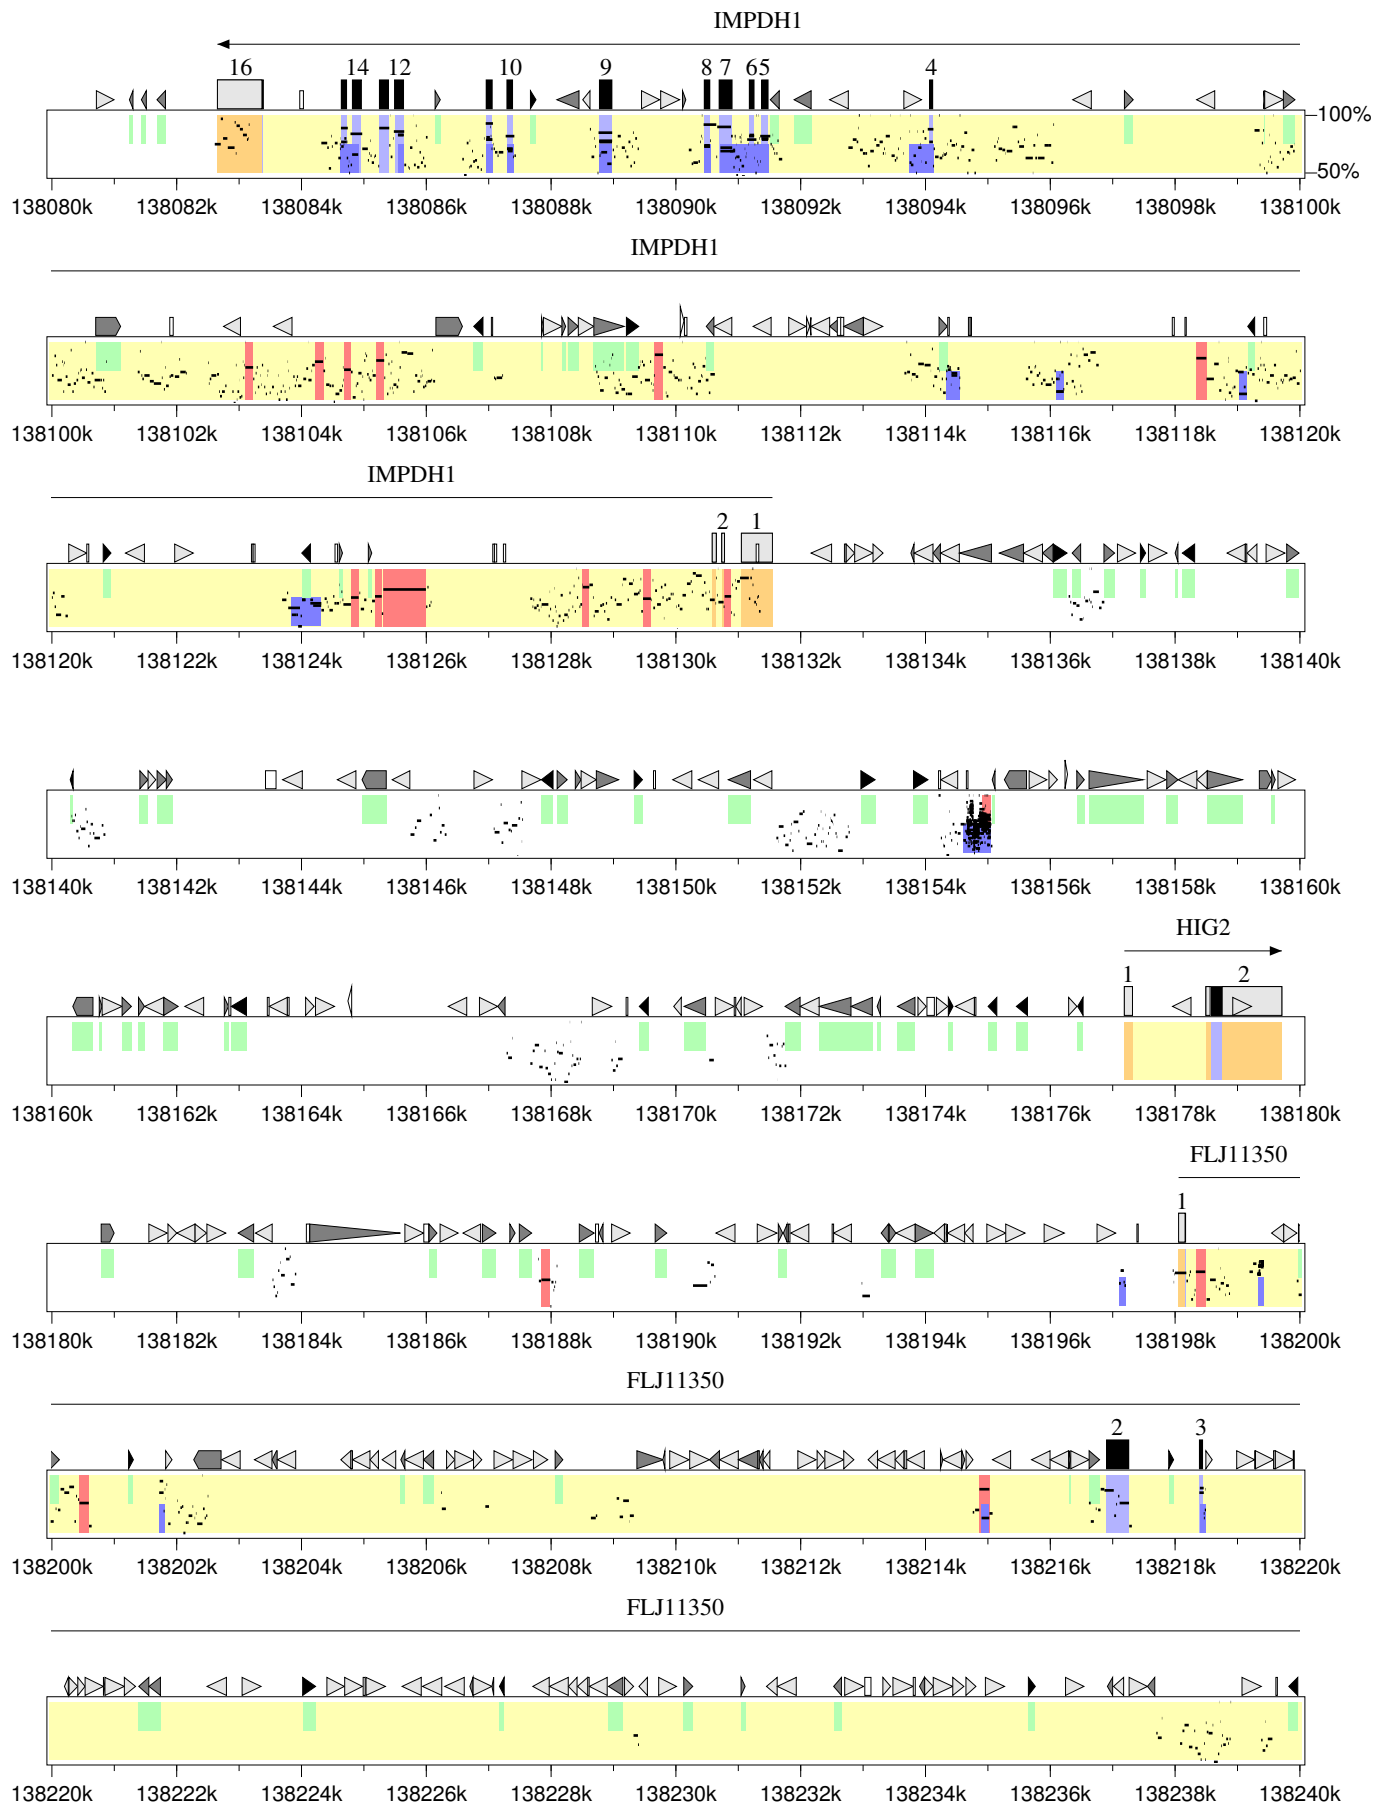 IMPDH1
16 14 12 10 9 8 7 6 5 4
100%
50%
138080k 138082k 138084k 138086k 138088k 138090k 138092k 138094k 138096k 138098k 138100k
IMPDH1
138100k 138102k 138104k 138106k 138108k 138110k 138112k 138114k 138116k 138118k 138120k
IMPDH1
2 1
138120k 138122k 138124k 138126k 138128k 138130k 138132k 138134k 138136k 138138k 138140k
138140k 138142k 138144k 138146k 138148k 138150k 138152k 138154k 138156k 138158k 138160k
HIG2
1 2
138160k 138162k 138164k 138166k 138168k 138170k 138172k 138174k 138176k 138178k 138180k
FLJ11350
1
138180k 138182k 138184k 138186k 138188k 138190k 138192k 138194k 138196k 138198k 138200k
FLJ11350
2 3
138200k 138202k 138204k 138206k 138208k 138210k 138212k 138214k 138216k 138218k 138220k
FLJ11350
138220k 138222k 138224k 138226k 138228k 138230k 138232k 138234k 138236k 138238k 138240k